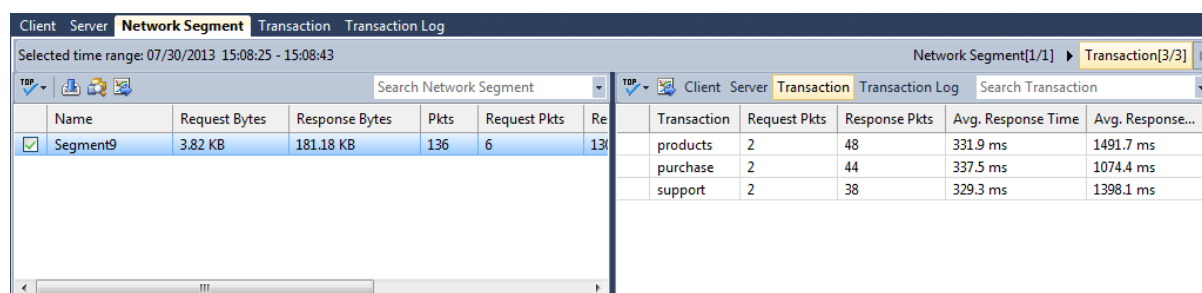 Client Server Network Segment Transaction Transaction Log
Selected time range: 07/30/2013 15:08:25 - 15:08:43 Network Segment[1/1] Transaction[3/3]
TOP Search Network Segment TOP Client Server Transaction Transaction Log Search Transaction
Name Request Bytes Response Bytes Pkts Request Pkts Re Transaction Request Pkts Response Pkts Avg. Response Time Avg. Response...
Segment9 3.82 KB 181.18 KB 136 6 130 products 2 48 331.9 ms 1491.7 ms
purchase 2 44 337.5 ms 1074.4 ms
support 2 38 329.3 ms 1398.1 ms